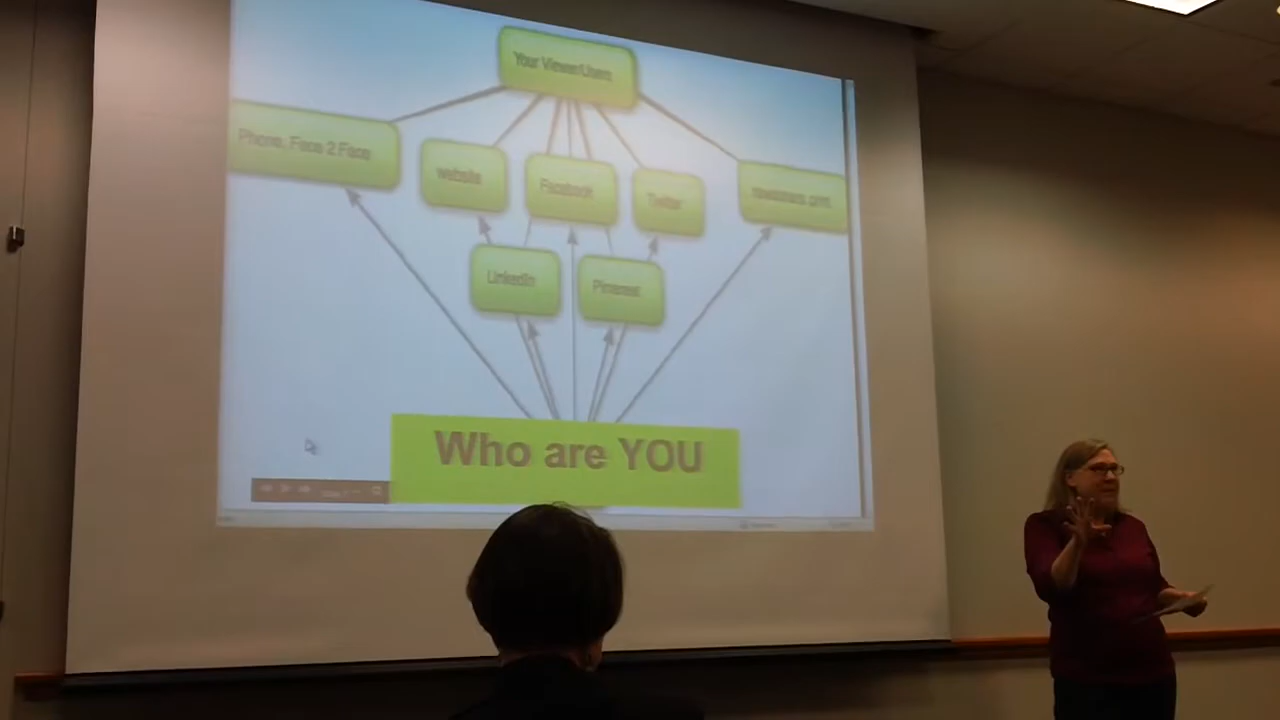 Your Viewer/Users
Phone, Face 2 Face
website
Facebook
Twitter
LinkedIn
Pinterest
Who are YOU